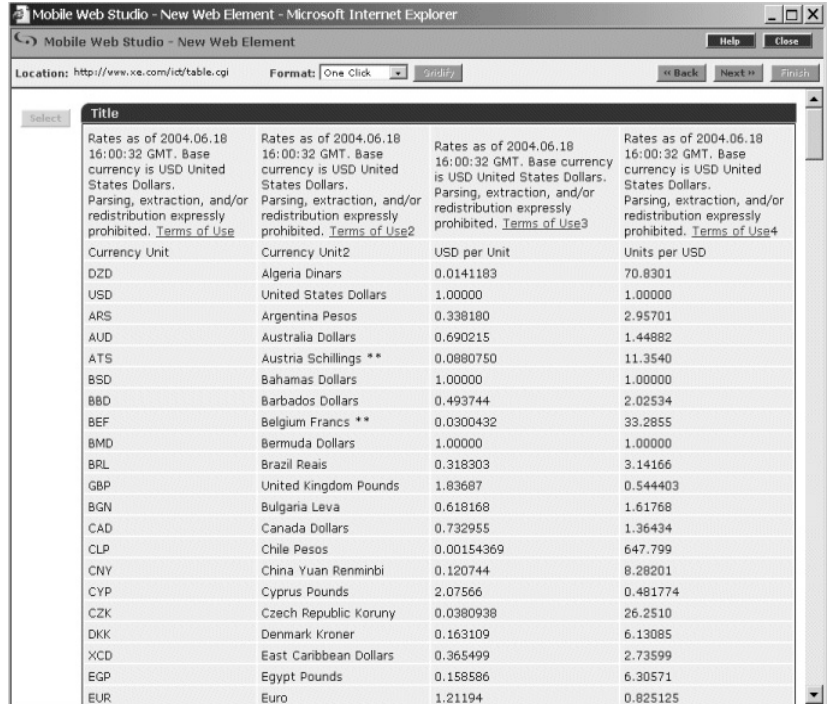 Mobile Web Studio - New Web Element - Microsoft Internet Explorer
Mobile Web Studio - New Web Element Help Close
Location: http://www.xe.com/ict/table.cgi Format: One Click Gridify « Back Next » Finish
Select
Title
Rates as of 2004.06.18
16:00:32 GMT. Base
currency is USD United
States Dollars.
Parsing, extraction, and/or
redistribution expressly
prohibited. Terms of Use
Rates as of 2004.06.18
16:00:32 GMT. Base
currency is USD United
States Dollars.
Parsing, extraction, and/or
redistribution expressly
prohibited. Terms of Use2
Rates as of 2004.06.18
16:00:32 GMT. Base currency
is USD United States Dollars.
Parsing, extraction, and/or
redistribution expressly
prohibited. Terms of Use3
Rates as of 2004.06.18
16:00:32 GMT. Base
currency is USD United
States Dollars.
Parsing, extraction, and/or
redistribution expressly
prohibited. Terms of Use4
Currency Unit Currency Unit2 USD per Unit Units per USD
DZD Algeria Dinars 0.0141183 70.8301
USD United States Dollars 1.00000 1.00000
ARS Argentina Pesos 0.338180 2.95701
AUD Australia Dollars 0.690215 1.44882
ATS Austria Schillings ** 0.0880750 11.3540
BSD Bahamas Dollars 1.00000 1.00000
BBD Barbados Dollars 0.493744 2.02534
BEF Belgium Francs ** 0.0300432 33.2855
BMD Bermuda Dollars 1.00000 1.00000
BRL Brazil Reais 0.318303 3.14166
GBP United Kingdom Pounds 1.83687 0.544403
BGN Bulgaria Leva 0.618168 1.61768
CAD Canada Dollars 0.732955 1.36434
CLP Chile Pesos 0.00154369 647.799
CNY China Yuan Renminbi 0.120744 8.28201
CYP Cyprus Pounds 2.07566 0.481774
CZK Czech Republic Koruny 0.0380938 26.2510
DKK Denmark Kroner 0.163109 6.13085
XCD East Caribbean Dollars 0.365499 2.73599
EGP Egypt Pounds 0.158586 6.30571
EUR Euro 1.21194 0.825125